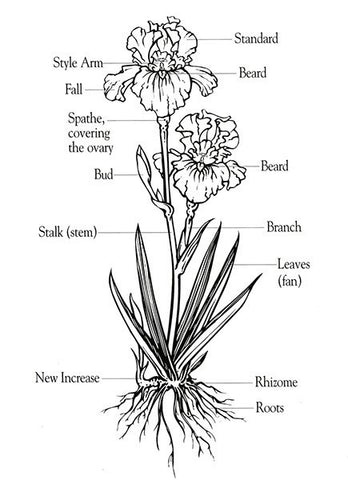 Standard
Style Arm
Beard
Fall
Spathe,
covering
the ovary
Bud
Beard
Stalk (stem)
Branch
Leaves
(fan)
New Increase
Rhizome
Roots